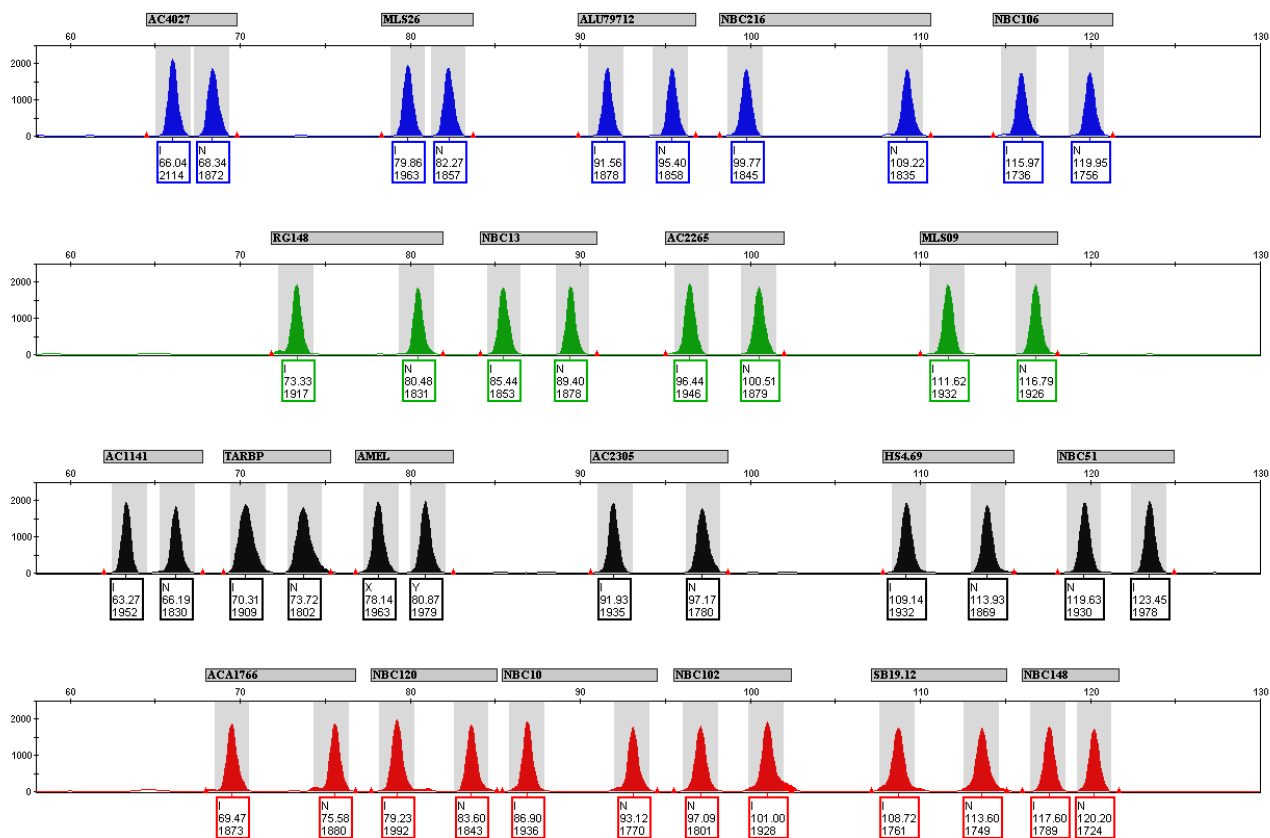 AC4027 MLS26 ALU79712 NBC216 NBC106
60 70 80 90 100 110 120 130
2000
1000
0
I N I N I N I N I N
66.04 68.34 79.86 82.27 91.56 95.40 99.77 109.22 115.97 119.95
2114 1872 1963 1857 1878 1858 1845 1835 1736 1756
RG148 NBC13 AC2265 MLS09
60 70 80 90 100 110 120 130
2000
1000
0
I N I N I N I N
73.33 80.48 85.44 89.40 96.44 100.51 111.62 116.79
1917 1831 1853 1878 1946 1879 1932 1926
AC1141 TARBP AMEL AC2305 HS4.69 NBC51
60 70 80 90 100 110 120 130
2000
1000
0
I N I N X Y I N I N N I
63.27 66.19 70.31 73.72 78.14 80.87 91.93 97.17 109.14 113.93 119.63 123.45
1952 1830 1909 1802 1963 1979 1935 1780 1932 1869 1930 1978
ACA1766 NBC120 NBC10 NBC102 SB19.12 NBC148
60 70 80 90 100 110 120 130
2000
1000
0
I N I N I N N I I N I N
69.47 75.58 79.23 83.60 86.90 93.12 97.09 101.00 108.72 113.60 117.60 120.20
1873 1880 1992 1843 1936 1770 1801 1928 1761 1749 1789 1724